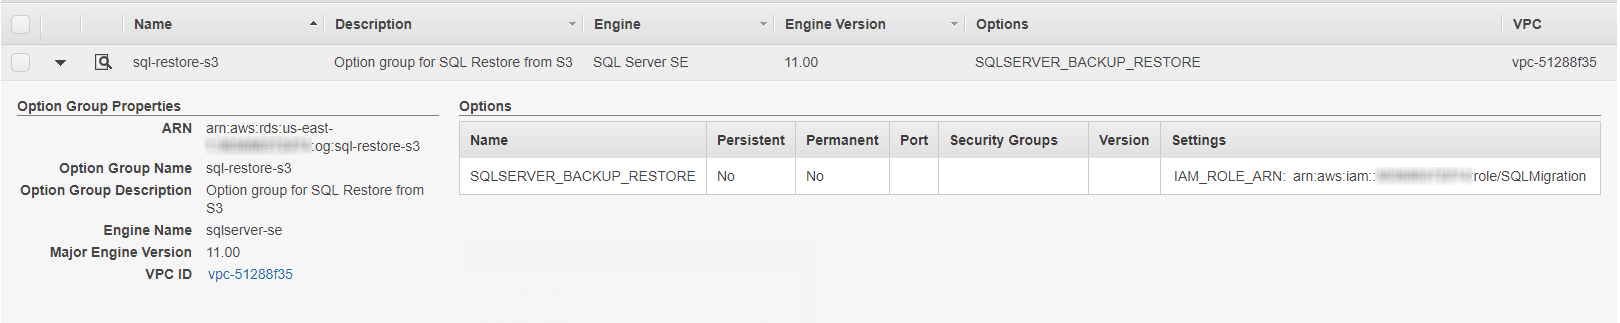 Name Description Engine Engine Version Options VPC
sql-restore-s3 Option group for SQL Restore from S3 SQL Server SE 11.00 SQLSERVER_BACKUP_RESTORE vpc-51288f35
Option Group Properties
ARN arn:aws:rds:us-east-
:og:sql-restore-s3
Option Group Name sql-restore-s3
Option Group Description Option group for SQL Restore from
S3
Engine Name sqlserver-se
Major Engine Version 11.00
VPC ID vpc-51288f35
Options
Name Persistent Permanent Port Security Groups Version Settings
SQLSERVER_BACKUP_RESTORE No No IAM_ROLE_ARN: arn:aws:iam:: role/SQLMigration